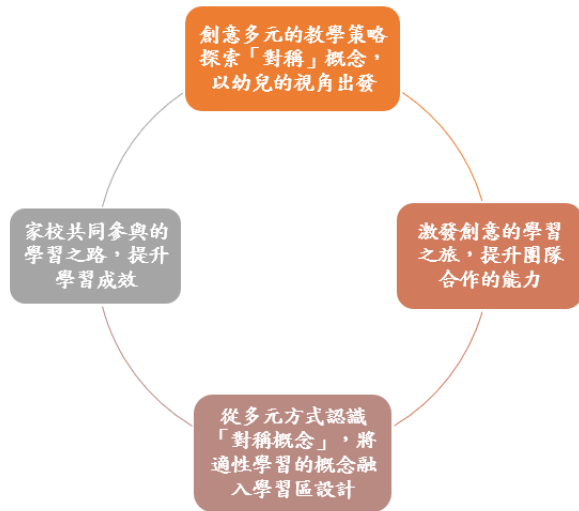 創意多元的教學策略
探索「對稱」概念，
以幼兒的視角出發
激發創意的學習
之旅，提升團隊
合作的能力
從多元方式認識
「對稱概念」，將
適性學習的概念融
入學習區設計
家校共同參與的
學習之路，提升
學習成效